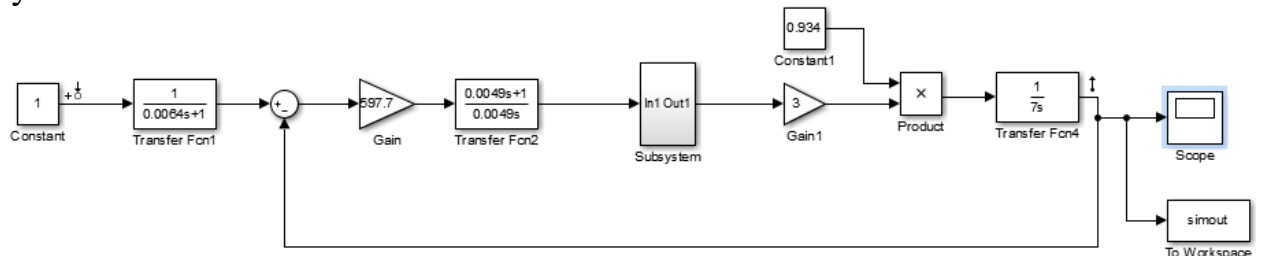 0.934
Constant1
1
Constant
1
0.0064s+1
Transfer Fcn1
+
-
597.7
Gain
0.0049s+1
0.0049s
Transfer Fcn2
In1 Out1
Subsystem
3
Gain1
×
Product
1
7s
Transfer Fcn4
Scope
simout
To Workspace